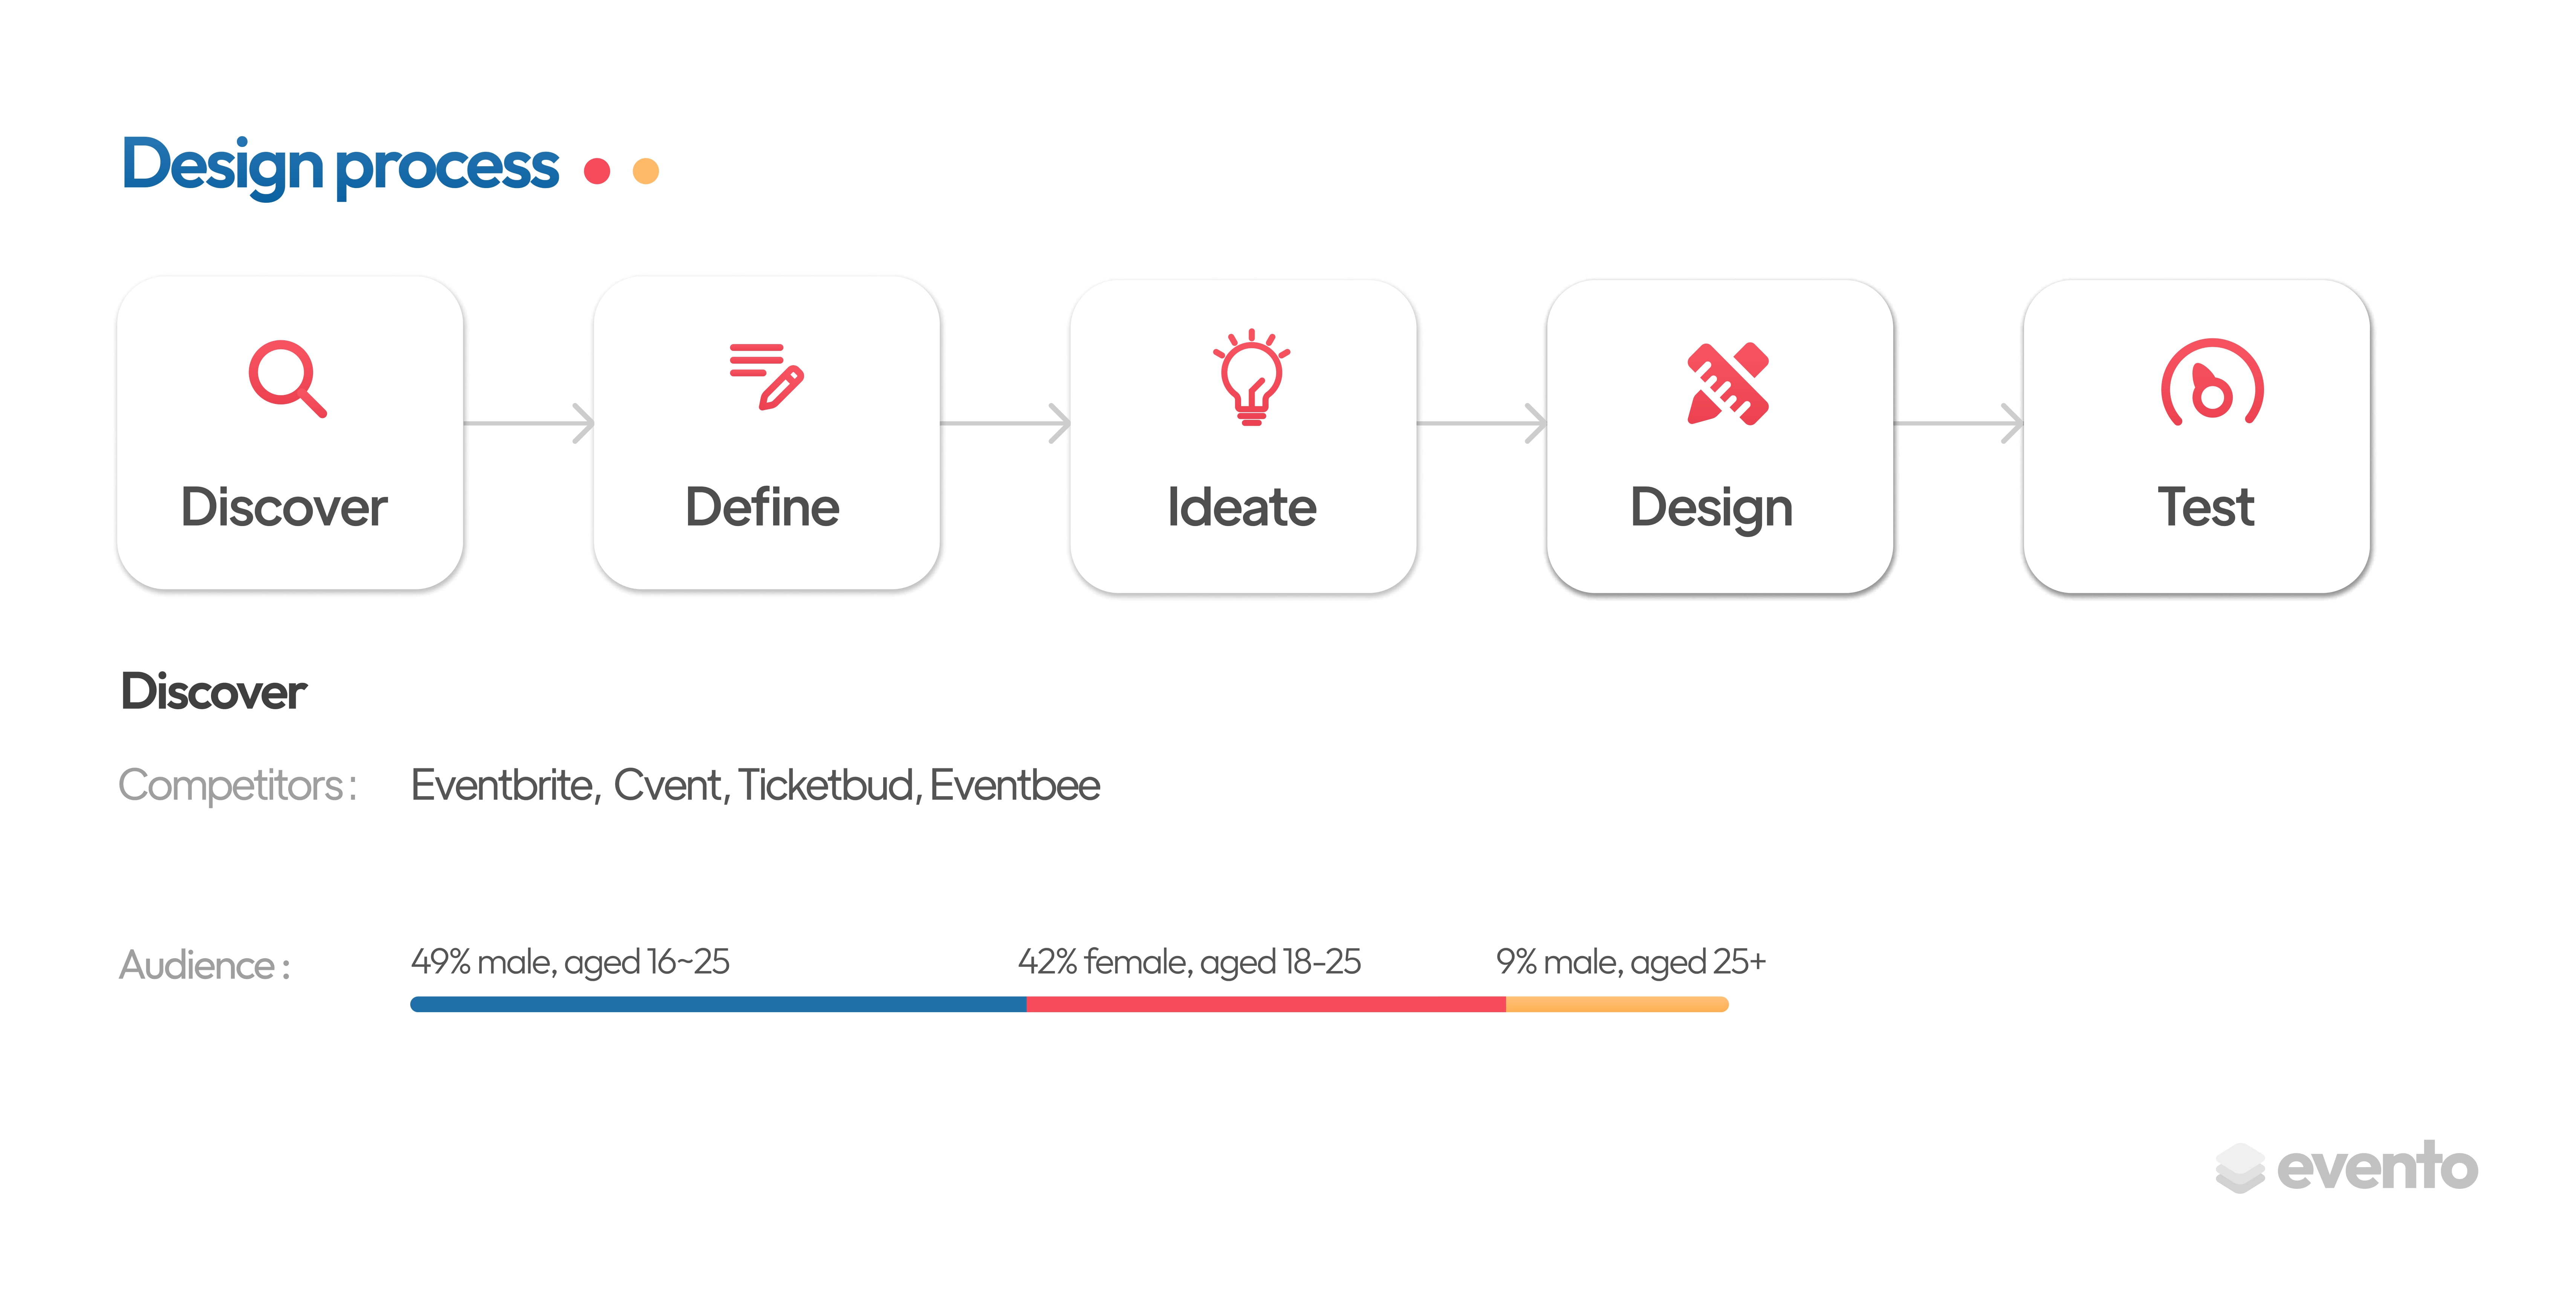 Design process
Discover
Define
Ideate
Design
Test
Discover
Competitors : Eventbrite, Cvent, Ticketbud, Eventbee
Audience : 49% male, aged 16~25 42% female, aged 18-25 9% male, aged 25+
evento